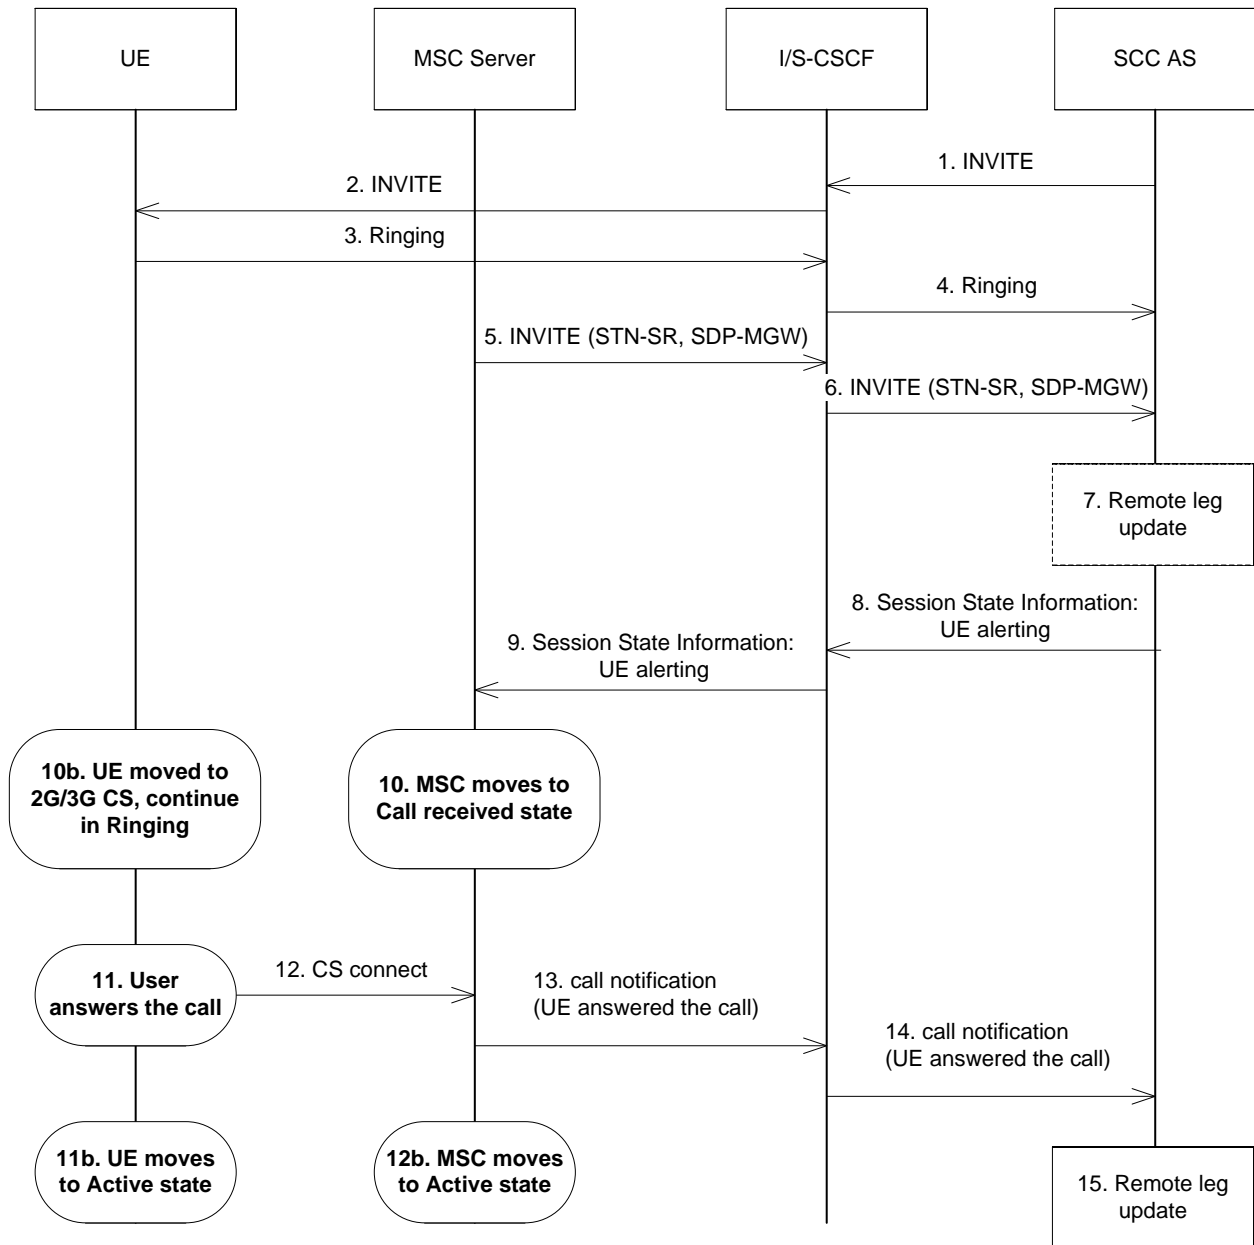 UE
MSC Server
I/S-CSCF
SCC AS
1. INVITE
2. INVITE
3. Ringing
4. Ringing
5. INVITE (STN-SR, SDP-MGW)
6. INVITE (STN-SR, SDP-MGW)
7. Remote leg
update
8. Session State Information:
UE alerting
9. Session State Information:
UE alerting
10b. UE moved to
2G/3G CS, continue
in Ringing
10. MSC moves to
Call received state
11. User
answers the call
12. CS connect
13. call notification
(UE answered the call)
14. call notification
(UE answered the call)
11b. UE moves
to Active state
12b. MSC moves
to Active state
15. Remote leg
update